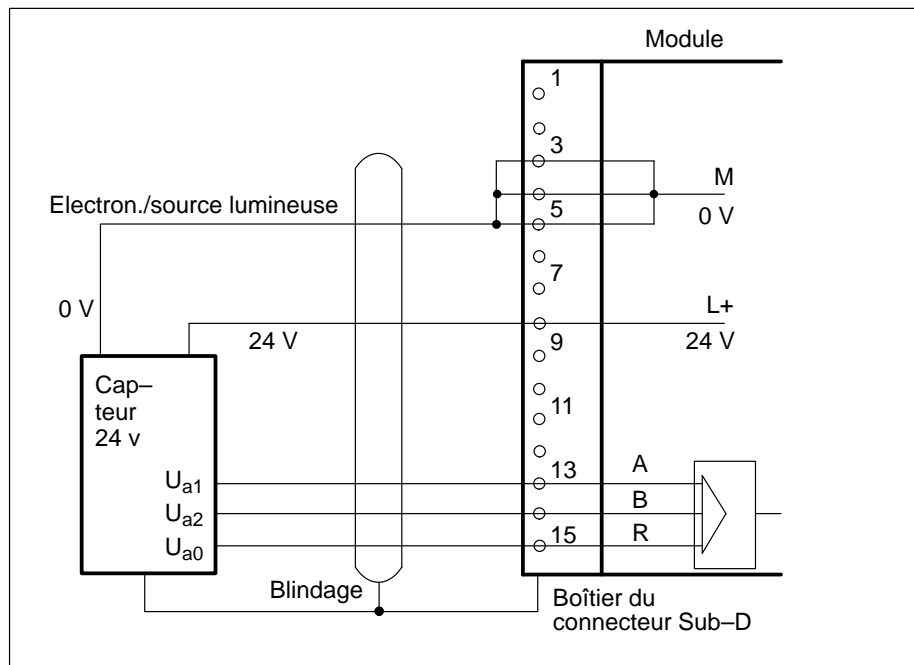 Module
1
3
M
Electron./source lumineuse
5
0 V
7
0 V
L+
24 V
24 V
9
Cap–
teur
24 v
11
13
A
Ua1
B
Ua2
15
R
Ua0
Blindage
Boîtier du
connecteur Sub–D